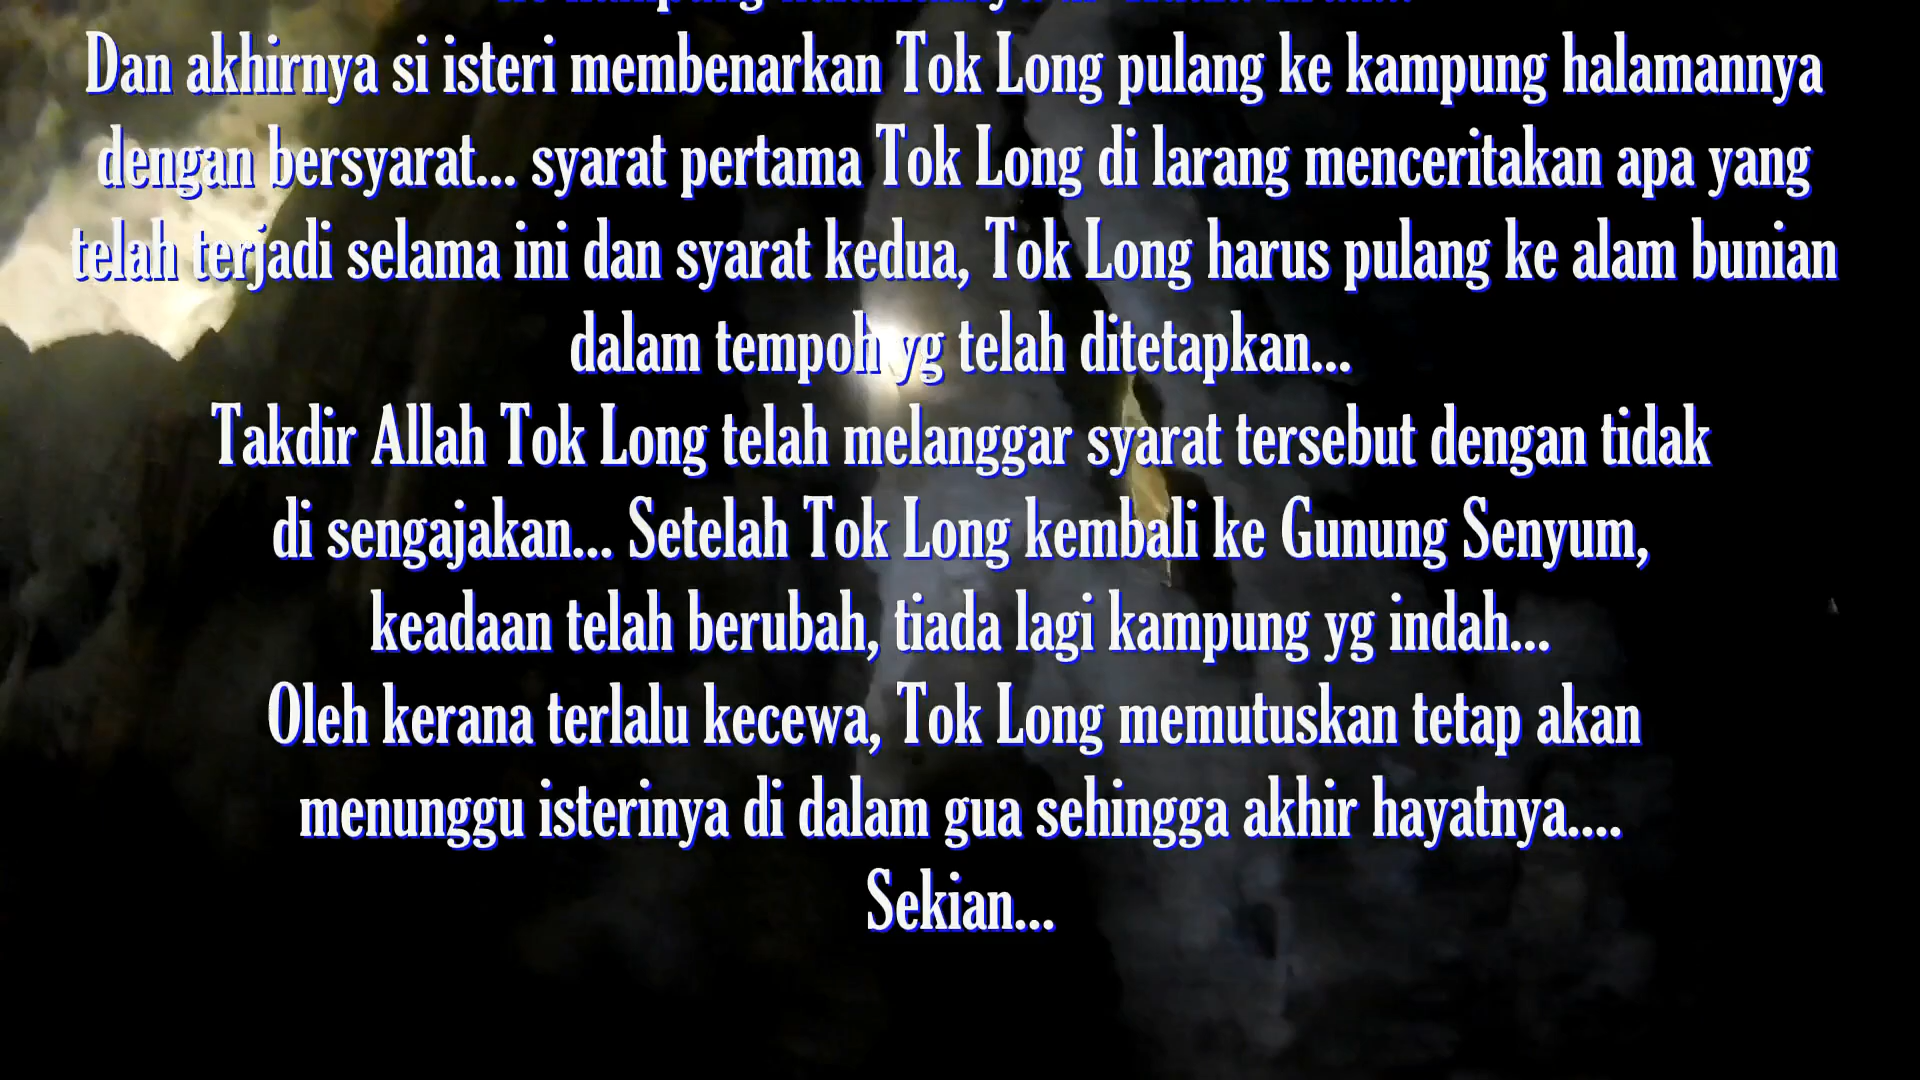 Dan akhirnya si isteri membenarkan Tok Long pulang ke kampung halamannya
dengan bersyarat... syarat pertama Tok Long di larang menceritakan apa yang
telah terjadi selama ini dan syarat kedua, Tok Long harus pulang ke alam bunian
dalam tempoh yg telah ditetapkan...
Takdir Allah Tok Long telah melanggar syarat tersebut dengan tidak
di sengajakan... Setelah Tok Long kembali ke Gunung Senyum,
keadaan telah berubah, tiada lagi kampung yg indah...
Oleh kerana terlalu kecewa, Tok Long memutuskan tetap akan
menunggu isterinya di dalam gua sehingga akhir hayatnya....
Sekian...